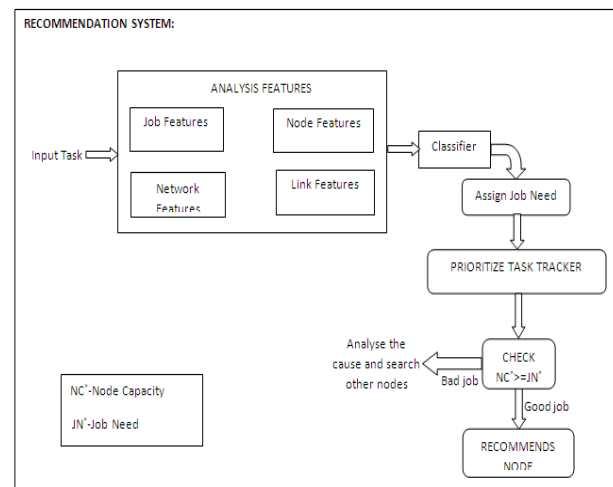 RECOMMENDATION SYSTEM:
ANALYSIS FEATURES
Job Features
Node Features
Input Task
Classifier
Network
Features
Link Features
Assign Job Need
PRIORITIZE TASK TRACKER
Analyse the
cause and search
other nodes
CHECK
NC*>=JN*
Bad job
Good job
RECOMMENDS
NODE
NC*-Node Capacity
JN*-Job Need